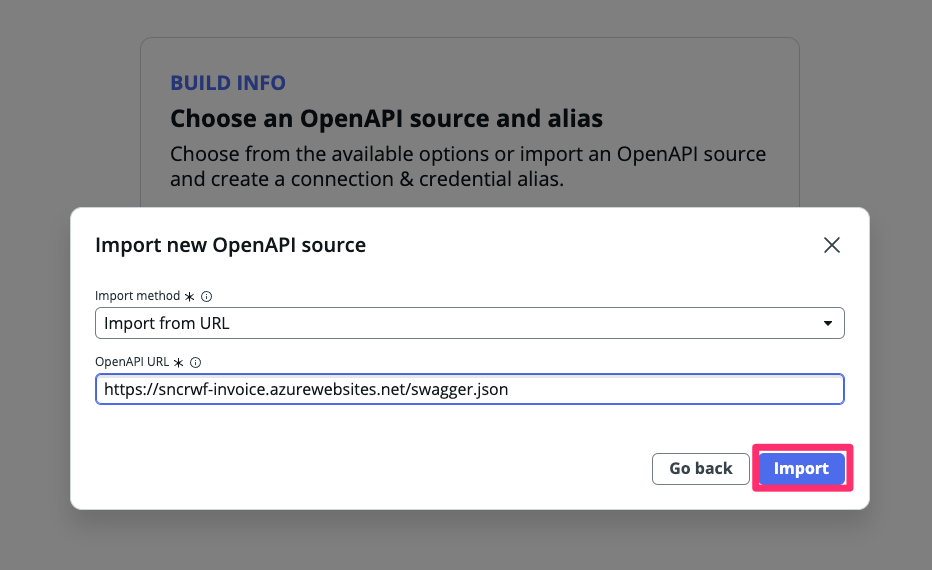 BUILD INFO
Choose an OpenAPI source and alias
Choose from the available options or import an OpenAPI source
and create a connection & credential alias.
Import new OpenAPI source
Import method *
Import from URL
OpenAPI URL *
https://sncrwf-invoice.azurewebsites.net/swagger.json
Go back
Import